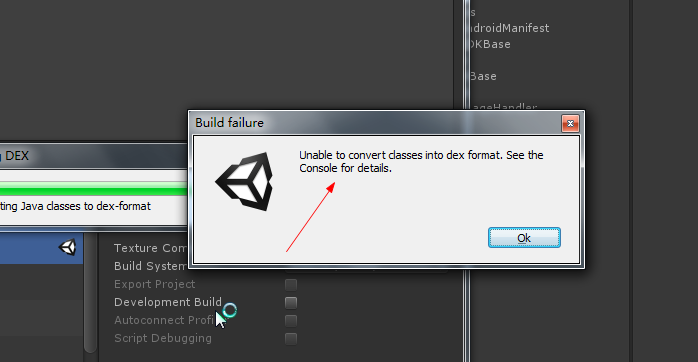 ndroidManifest
DKBase
Base
ageHandler
Build failure
Unable to convert classes into dex format. See the
Console for details.
Ok
DEX
ting Java classes to dex-format
Texture Com
Build System
Export Project
Development Build
Autoconnect Profil
Script Debugging